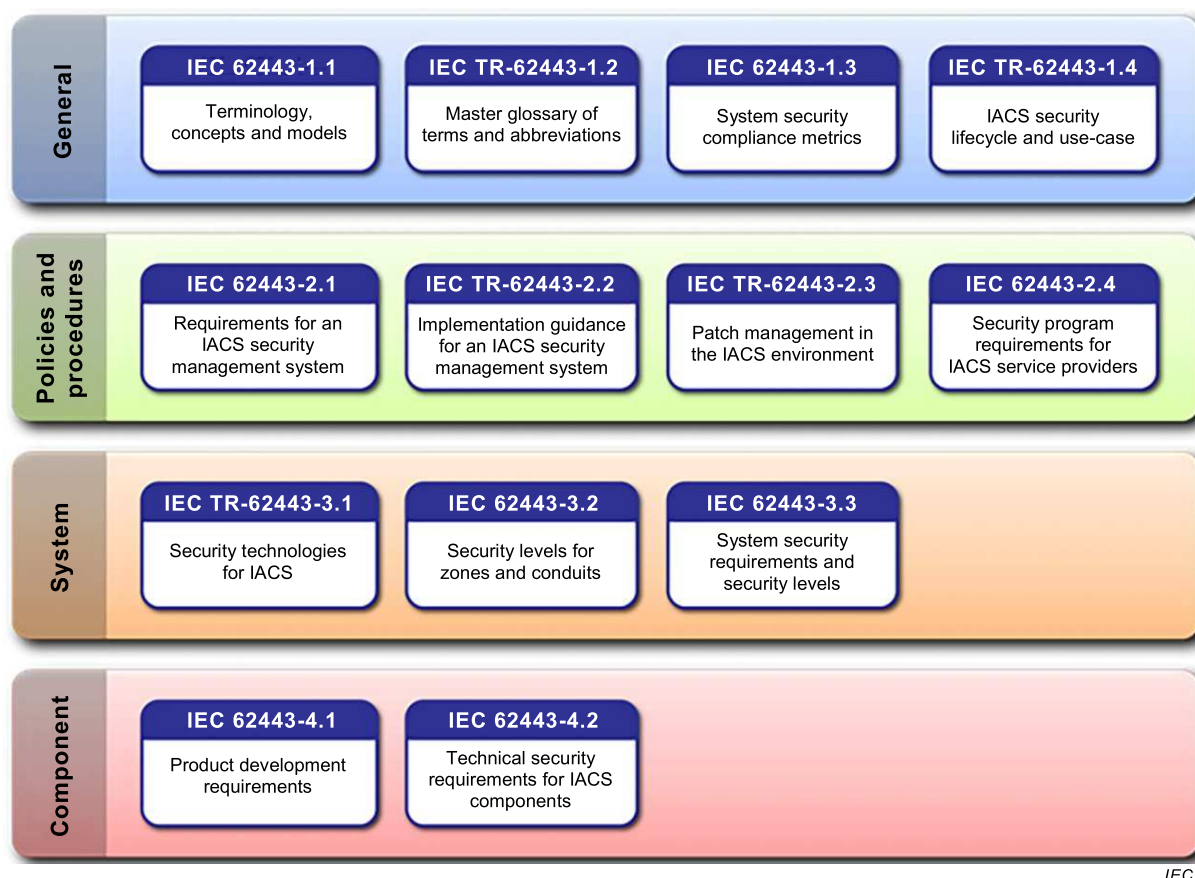 General
IEC 62443-1.1
Terminology,
concepts and models
IEC TR-62443-1.2
Master glossary of
terms and abbreviations
IEC 62443-1.3
System security
compliance metrics
IEC TR-62443-1.4
IACS security
lifecycle and use-case
Policies and
procedures
IEC 62443-2.1
Requirements for an
IACS security
management system
IEC TR-62443-2.2
Implementation guidance
for an IACS security
management system
IEC TR-62443-2.3
Patch management in
the IACS environment
IEC 62443-2.4
Security program
requirements for
IACS service providers
System
IEC TR-62443-3.1
Security technologies
for IACS
IEC 62443-3.2
Security levels for
zones and conduits
IEC 62443-3.3
System security
requirements and
security levels
Component
IEC 62443-4.1
Product development
requirements
IEC 62443-4.2
Technical security
requirements for IACS
components
IEC